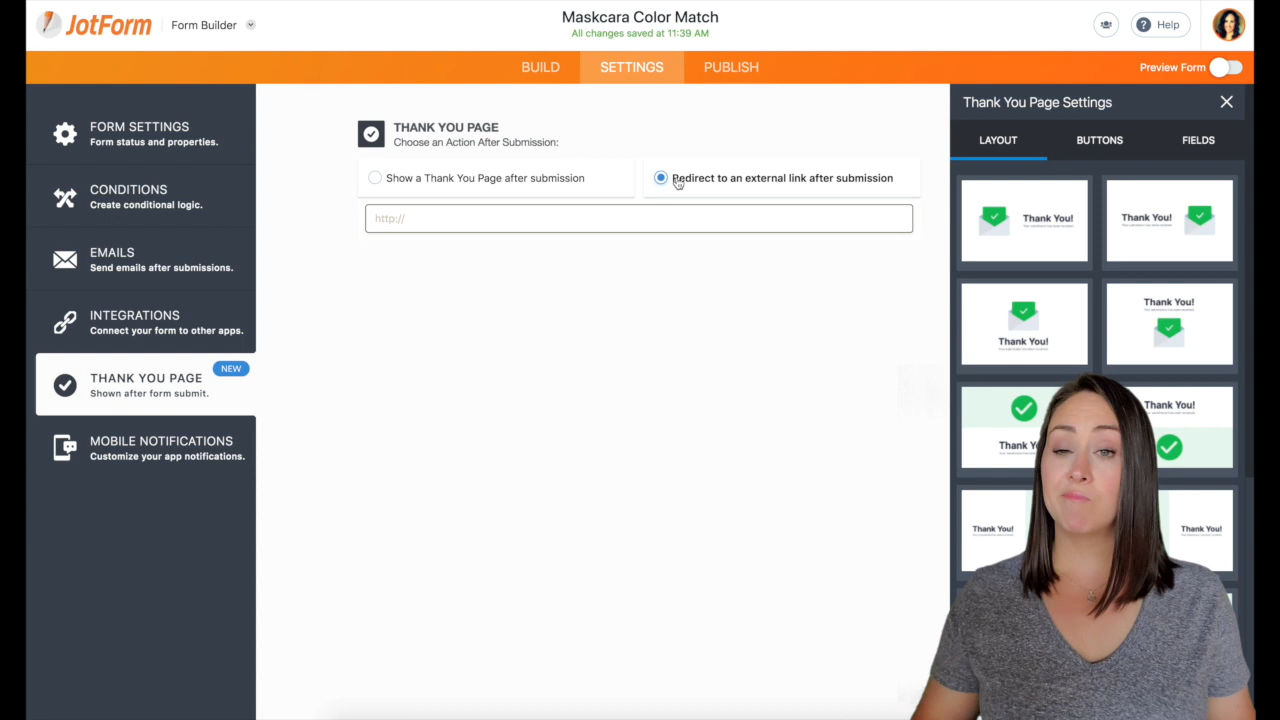 JotForm
Form Builder
Maskcara Color Match
All changes saved at 11:39 AM
Help
BUILD
SETTINGS
PUBLISH
Preview Form
FORM SETTINGS
Form status and properties.
CONDITIONS
Create conditional logic.
EMAILS
Send emails after submissions.
INTEGRATIONS
Connect your form to other apps.
THANK YOU PAGE
NEW
Shown after form submit.
MOBILE NOTIFICATIONS
Customize your app notifications.
THANK YOU PAGE
Choose an Action After Submission:
Show a Thank You Page after submission
Redirect to an external link after submission
http://
Thank You Page Settings
LAYOUT
BUTTONS
FIELDS
Thank You!
Thank You!
Thank You!
Thank You!
Thank Y
Thank You!
Thank You!
Thank You!